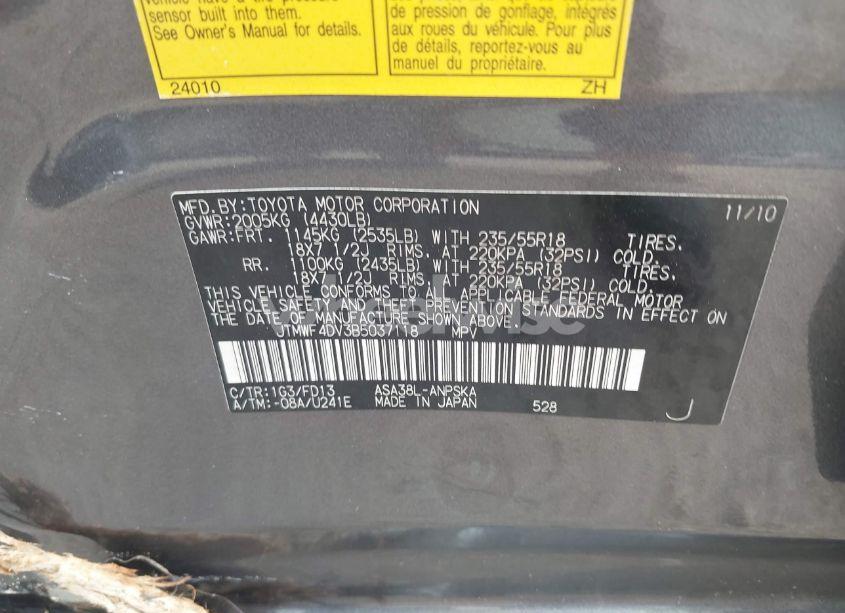 vehicle have a tire pressure
sensor built into them.
See Owner's Manual for details.
de pression de gonflage, intégrés
aux roues du véhicule. Pour plus
de détails, reportez-vous au
manuel du propriétaire.
24010 ZH
MFD.BY:TOYOTA MOTOR CORPORATION 11/10
GVWR:2005KG (4430LB)
GAWR:FRT. 1145KG (2535LB) WITH 235/55R18 TIRES,
18X7 1/2J RIMS, AT 220KPA (32PSI) COLD.
RR. 1100KG (2435LB) WITH 235/55R18 TIRES,
18X7 1/2J RIMS, AT 220KPA (32PSI) COLD.
THIS VEHICLE CONFORMS TO ALL APPLICABLE FEDERAL MOTOR
VEHICLE SAFETY AND THEFT PREVENTION STANDARDS IN EFFECT ON
THE DATE OF MANUFACTURE SHOWN ABOVE.
JTMWF4DV3B5037118 MPV
C/TR:1G3/FD13 ASA38L-ANPSKA
A/TM:-08A/U241E MADE IN JAPAN 528 J